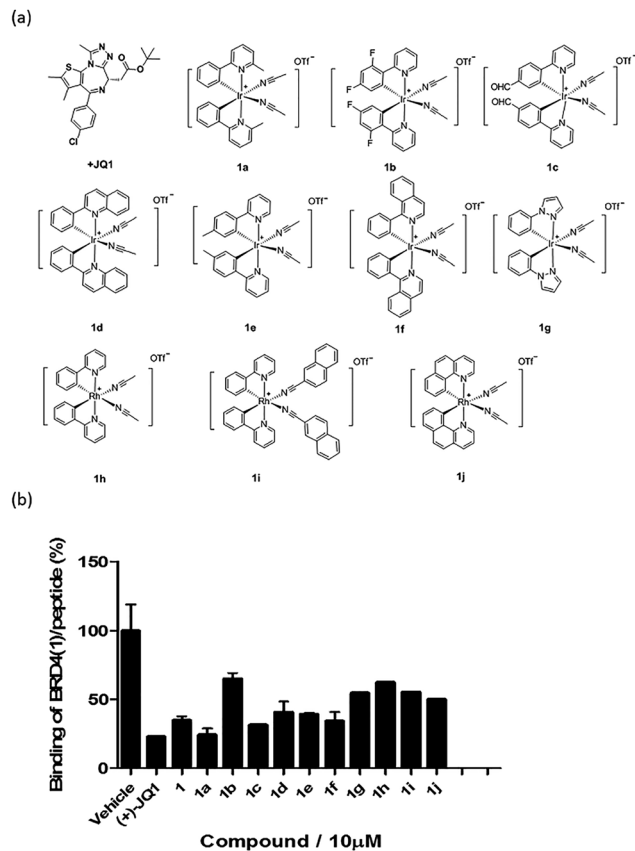 (a)
+JQ1
1a
OTf⁻
1b
OTf⁻
1c
OTf⁻
1d
OTf⁻
1e
OTf⁻
1f
OTf⁻
1g
OTf⁻
1h
OTf⁻
1i
OTf⁻
1j
OTf⁻
(b)
Binding of BRD4(1)/peptide (%)
150
100
50
0
Vehicle
(+)-JQ1
1
1a
1b
1c
1d
1e
1f
1g
1h
1i
1j
Compound / 10µM